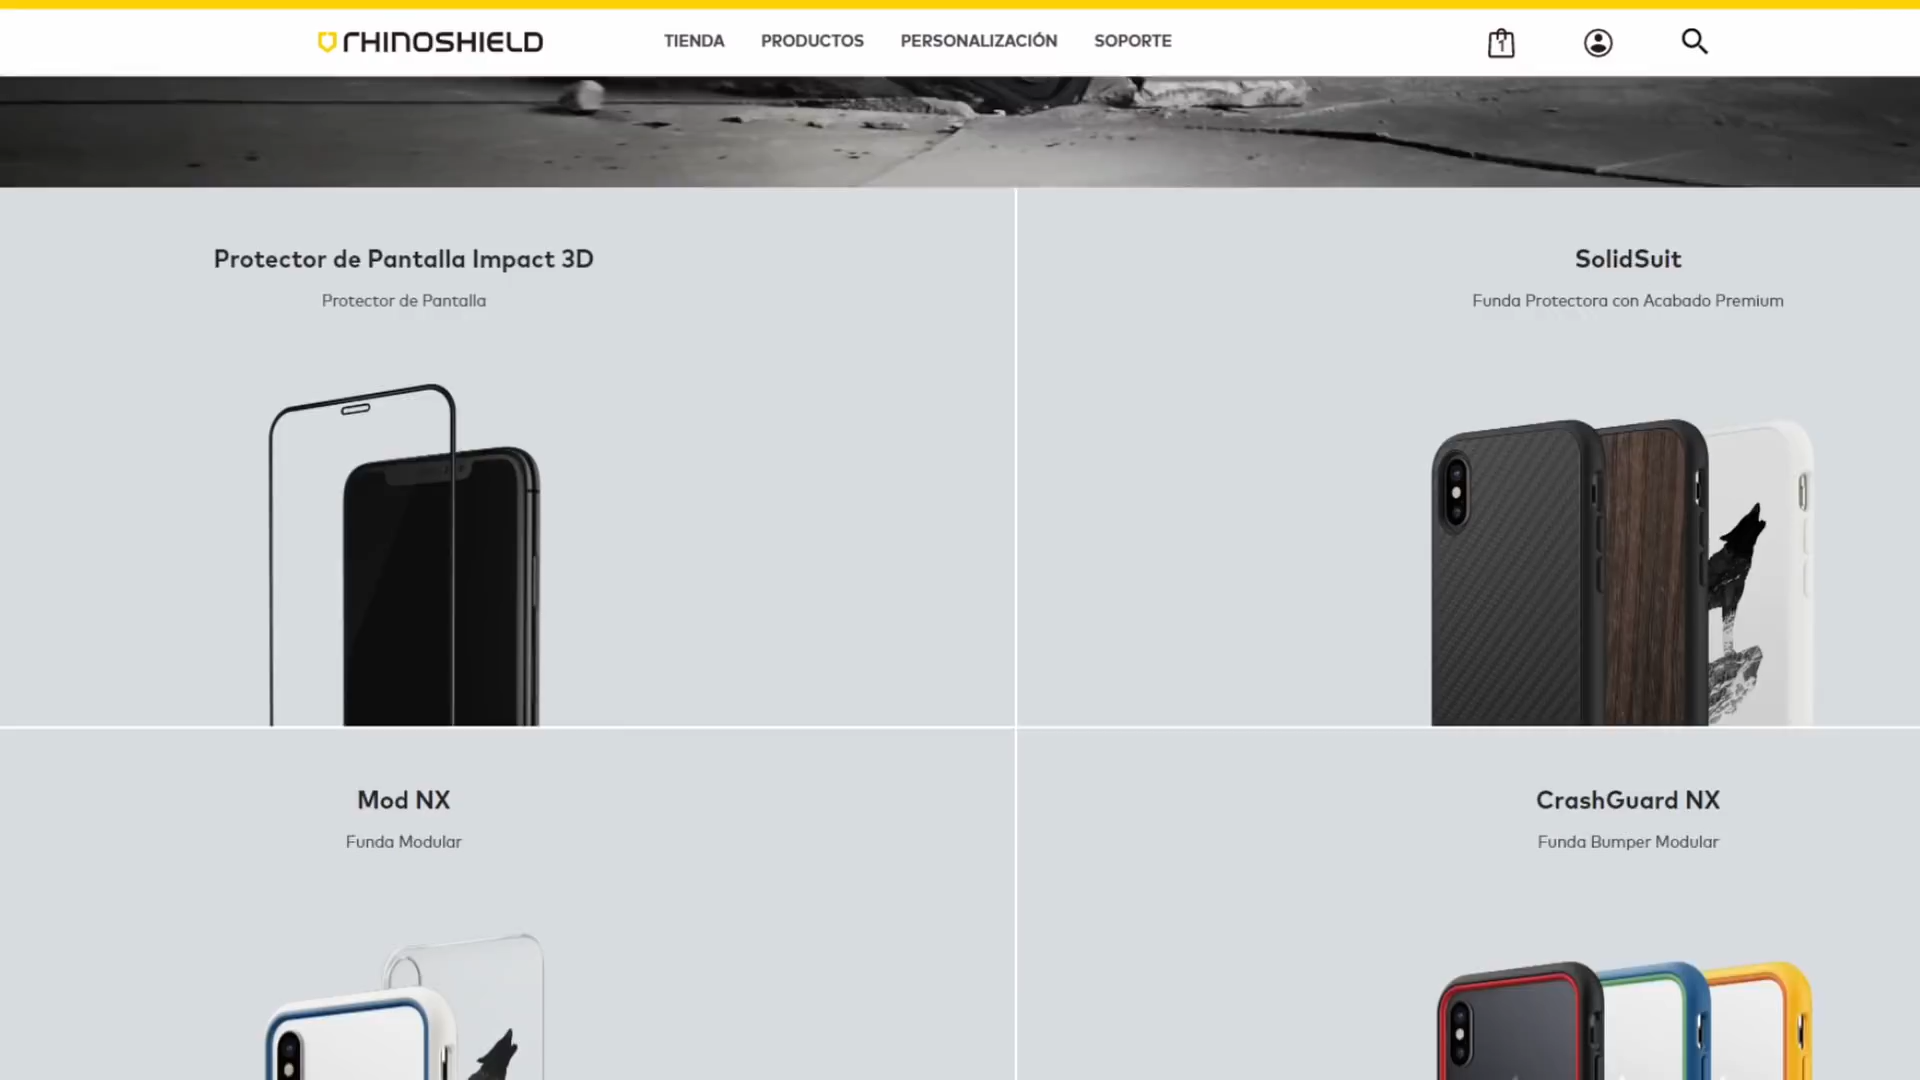 RHINOSHIELD
TIENDA PRODUCTOS PERSONALIZACIÓN SOPORTE
1
Protector de Pantalla Impact 3D
Protector de Pantalla
SolidSuit
Funda Protectora con Acabado Premium
Mod NX
Funda Modular
CrashGuard NX
Funda Bumper Modular